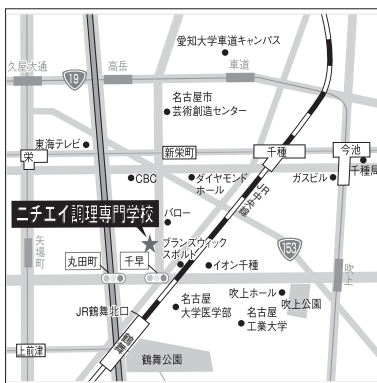 愛知大学車道キャンパス
久屋大通
高岳
車道
19
名古屋市
芸術創造センター
東海テレビ
新栄町
千種
今池
栄
CBC
ダイヤモンド
ホール
ガスビル
千種局
JR中央線
ニチエイ調理専門学校
バロー
矢場町
ブランズウィック
スポルト
153
丸田町
千早
イオン千種
吹上
吹上ホール
吹上公園
JR鶴舞北口
名古屋
大学医学部
名古屋
工業大学
上前津
鶴舞
鶴舞公園